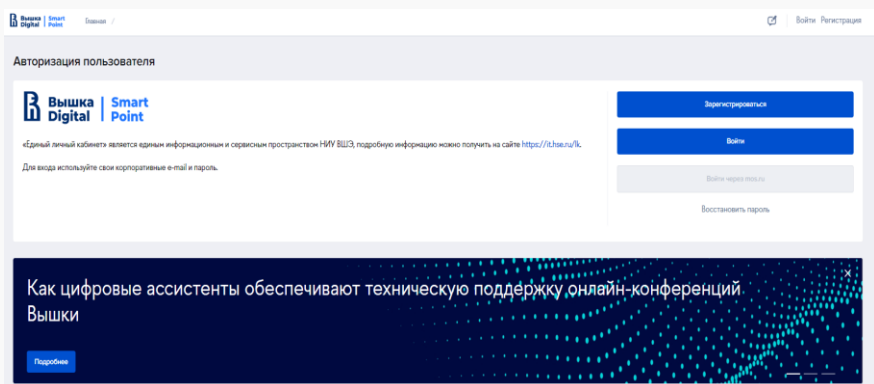 Вышка Digital | Smart Point
Главная /
Войти Регистрация
Авторизация пользователя
Вышка Digital | Smart Point
«Единый личный кабинет» является единым информационным и сервисным пространством НИУ ВШЭ, подробную информацию можно получить на сайте https://it.hse.ru/lk.
Для входа используйте свои корпоративные e-mail и пароль.
Зарегистрироваться
Войти
Войти через mos.ru
Восстановить пароль
Как цифровые ассистенты обеспечивают техническую поддержку онлайн-конференций
Вышки
Подробнее